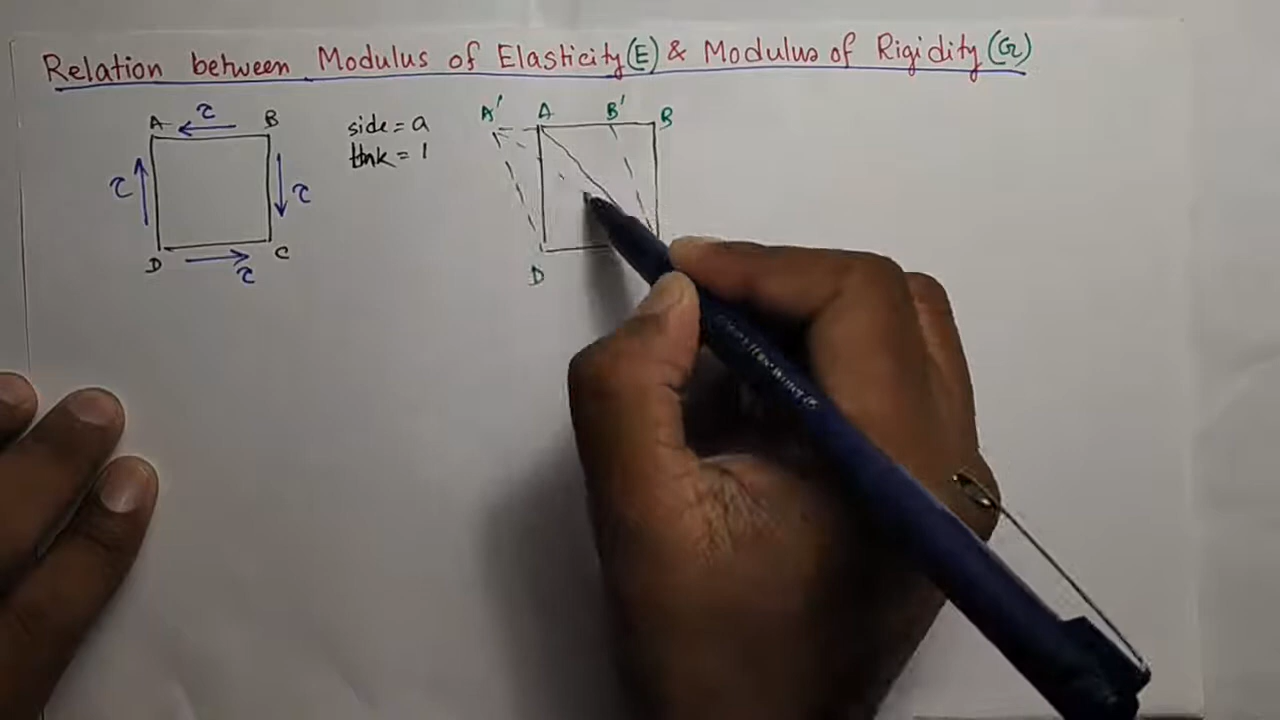 Relation between Modulus of Elasticity (E) & Modulus of Rigidity (G)
τ
A B
τ τ
D C
τ
side = a
thk = 1
A' A B' B
D